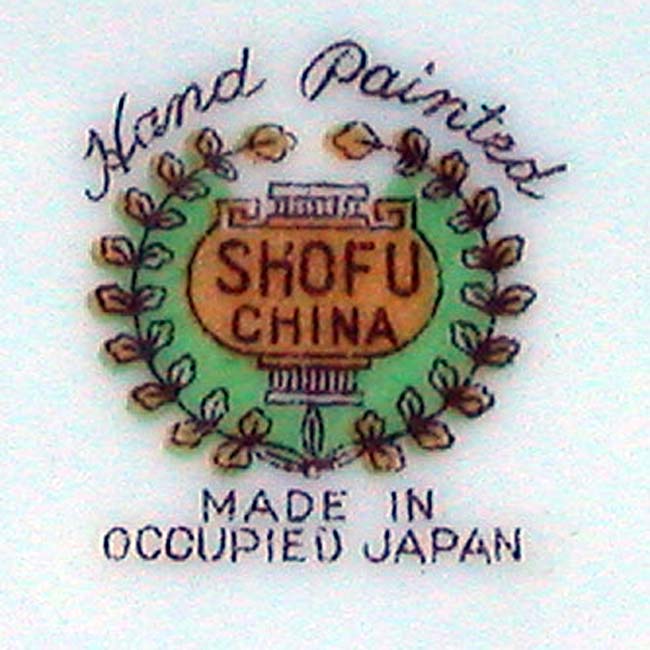 Hand Painted
SHOFU
CHINA
MADE IN
OCCUPIED JAPAN